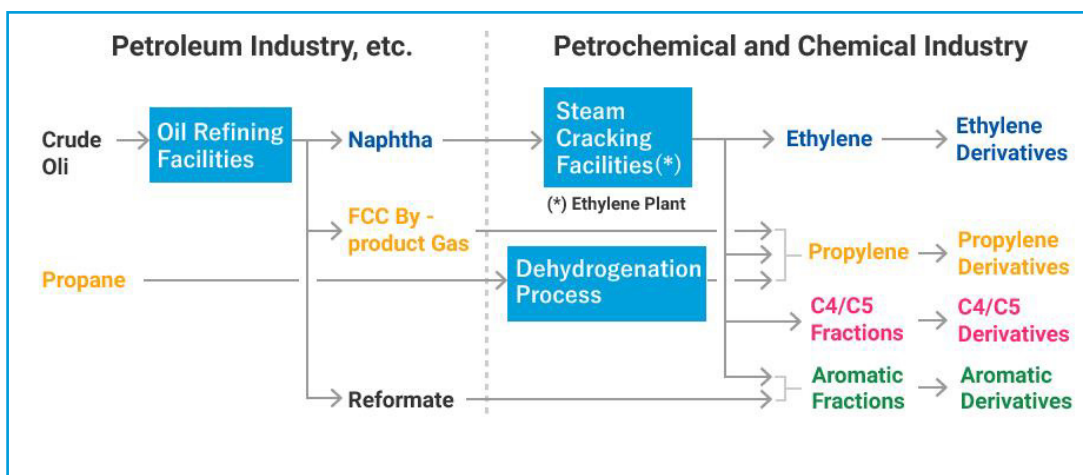 Petroleum Industry, etc.
Petrochemical and Chemical Industry
Crude
Oli
Oil Refining
Facilities
Naphtha
Steam
Cracking
Facilities(*)
(*) Ethylene Plant
Ethylene
Ethylene
Derivatives
FCC By -
product Gas
Propane
Dehydrogenation
Process
Propylene
Propylene
Derivatives
C4/C5
Fractions
C4/C5
Derivatives
Reformate
Aromatic
Fractions
Aromatic
Derivatives